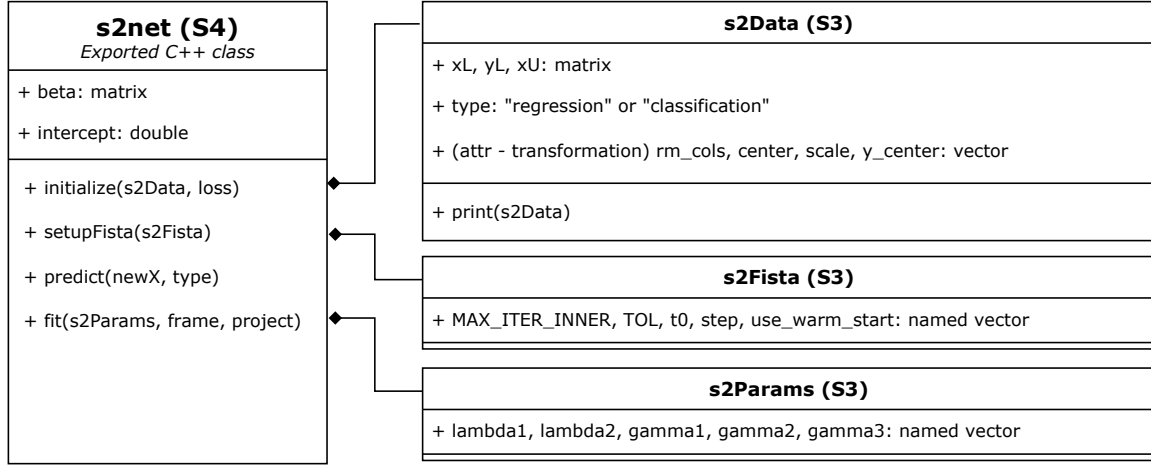 s2net (S4)
Exported C++ class
+ beta: matrix
+ intercept: double
+ initialize(s2Data, loss)
+ setupFista(s2Fista)
+ predict(newX, type)
+ fit(s2Params, frame, project)
s2Data (S3)
+ xL, yL, xU: matrix
+ type: "regression" or "classification"
+ (attr - transformation) rm_cols, center, scale, y_center: vector
+ print(s2Data)
s2Fista (S3)
+ MAX_ITER_INNER, TOL, t0, step, use_warm_start: named vector
s2Params (S3)
+ lambda1, lambda2, gamma1, gamma2, gamma3: named vector